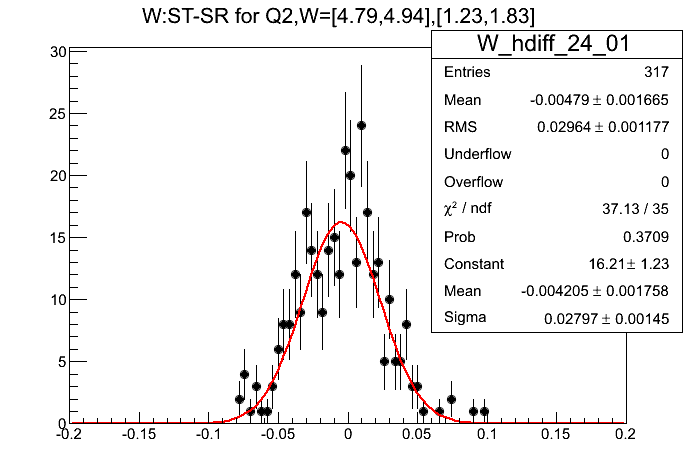 W:ST-SR for Q2,W=[4.79,4.94],[1.23,1.83]
W_hdiff_24_01
Entries 317
Mean -0.00479 ± 0.001665
RMS 0.02964 ± 0.001177
Underflow 0
Overflow 0
χ² / ndf 37.13 / 35
Prob 0.3709
Constant 16.21 ± 1.23
Mean -0.004205 ± 0.001758
Sigma 0.02797 ± 0.00145
30
25
20
15
10
5
0
-0.2 -0.15 -0.1 -0.05 0 0.05 0.1 0.15 0.2